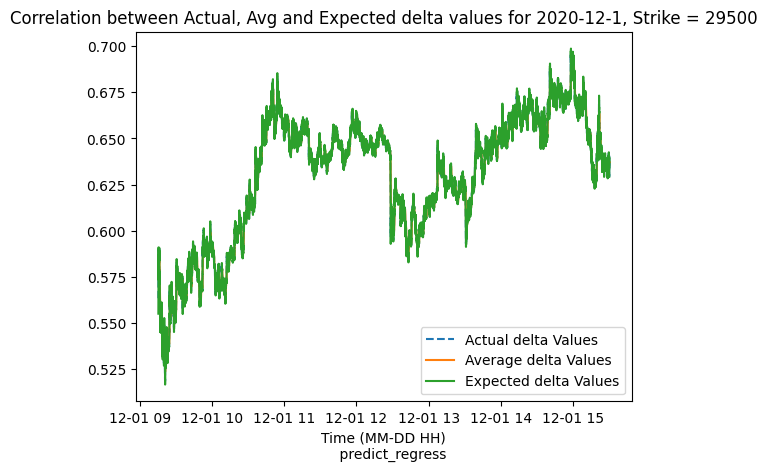 Correlation between Actual, Avg and Expected delta values for 2020-12-1, Strike = 29500
0.700
0.675
0.650
0.625
0.600
0.575
0.550
0.525
Actual delta Values
Average delta Values
Expected delta Values
12-01 09 12-01 10 12-01 11 12-01 12 12-01 13 12-01 14 12-01 15
Time (MM-DD HH)
predict_regress